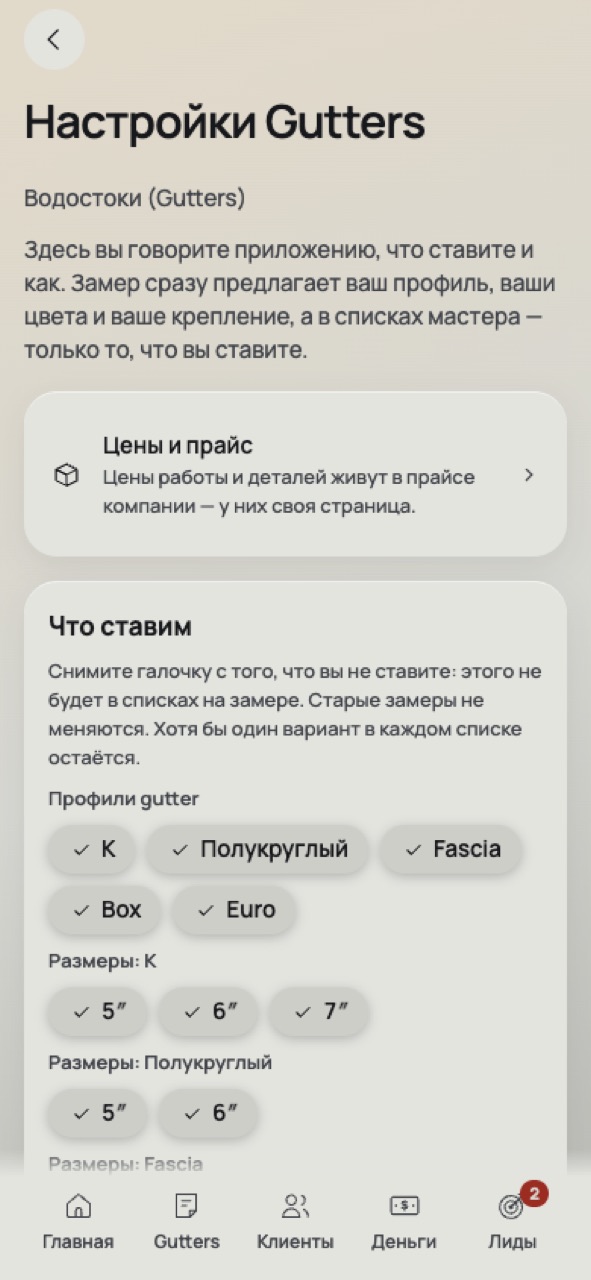 Настройки Gutters
Водостоки (Gutters)
Здесь вы говорите приложению, что ставите и
как. Замер сразу предлагает ваш профиль, ваши
цвета и ваше крепление, а в списках мастера —
только то, что вы ставите.
Цены и прайс
Цены работы и деталей живут в прайсе
компании — у них своя страница.
Что ставим
Снимите галочку с того, что вы не ставите: этого не
будет в списках на замере. Старые замеры не
меняются. Хотя бы один вариант в каждом списке
остаётся.
Профили gutter
K Полукруглый Fascia
Box Euro
Размеры: K
5″ 6″ 7″
Размеры: Полукруглый
5″ 6″
Размеры: Fascia
2
Главная Gutters Клиенты Деньги Лиды